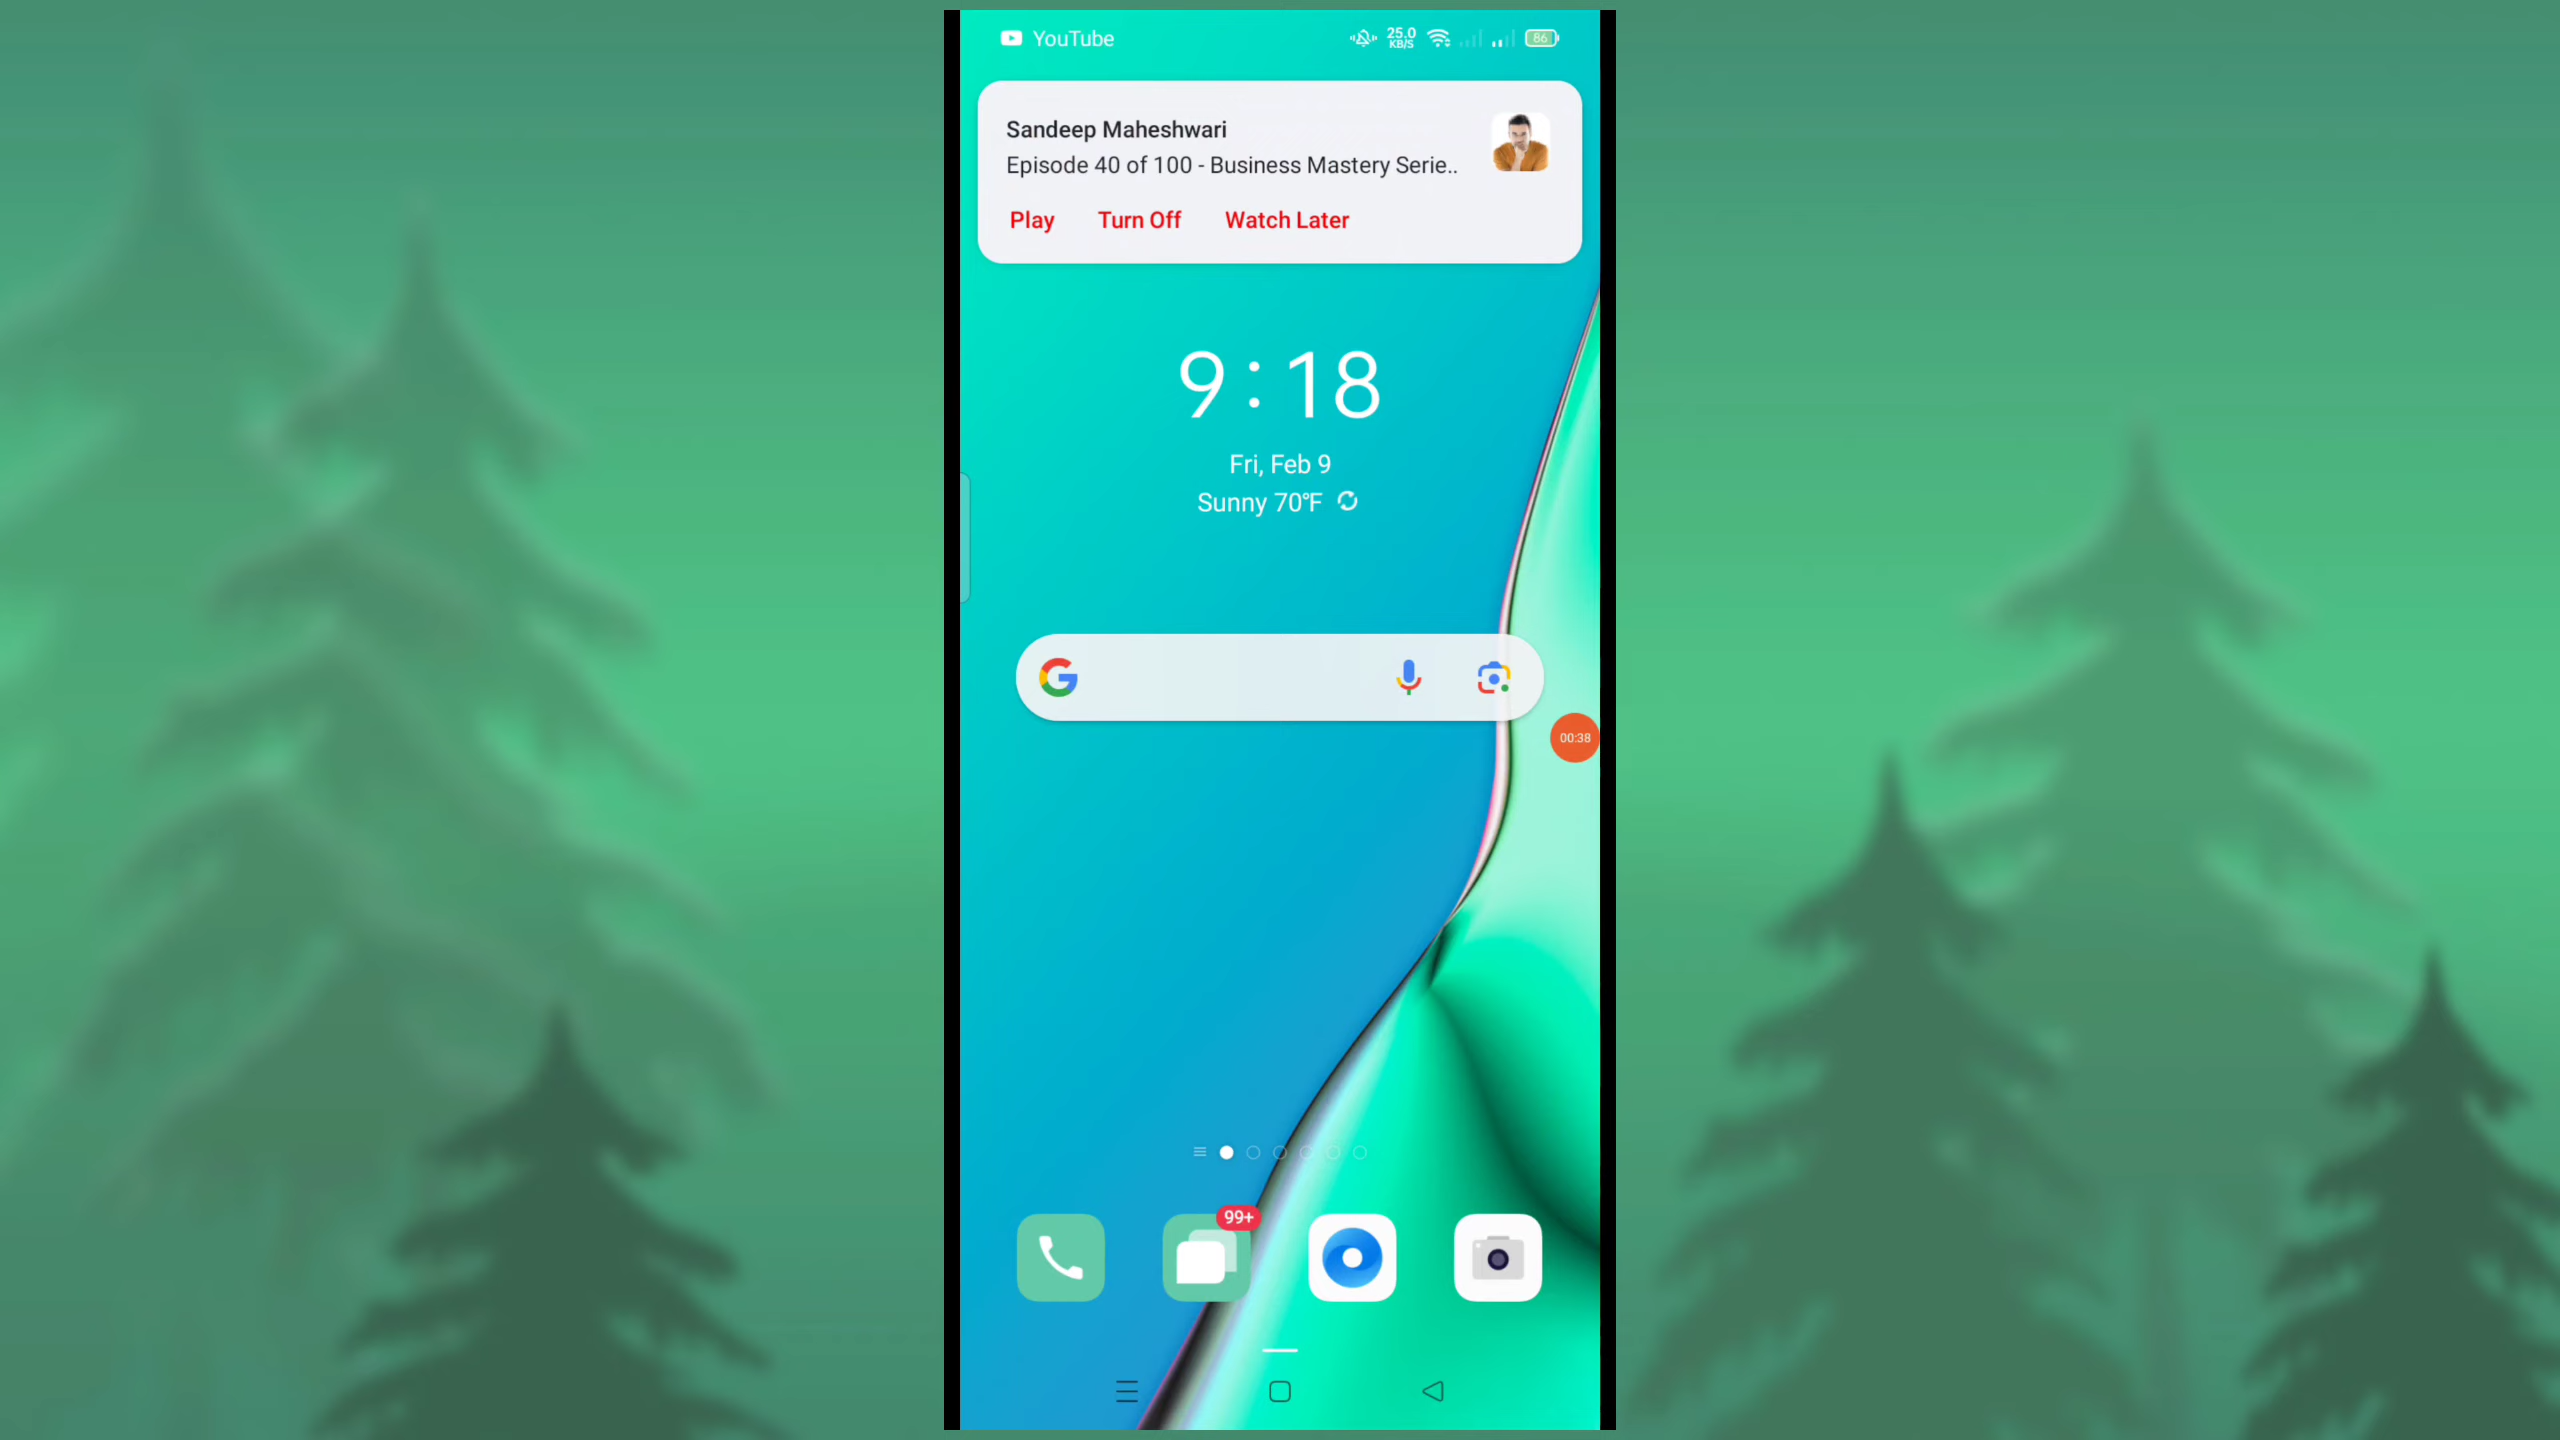 YouTube
25.0
KB/S
86
Sandeep Maheshwari
Episode 40 of 100 - Business Mastery Serie..
Play Turn Off Watch Later
9:18
Fri, Feb 9
Sunny 70°F
00:38
99+